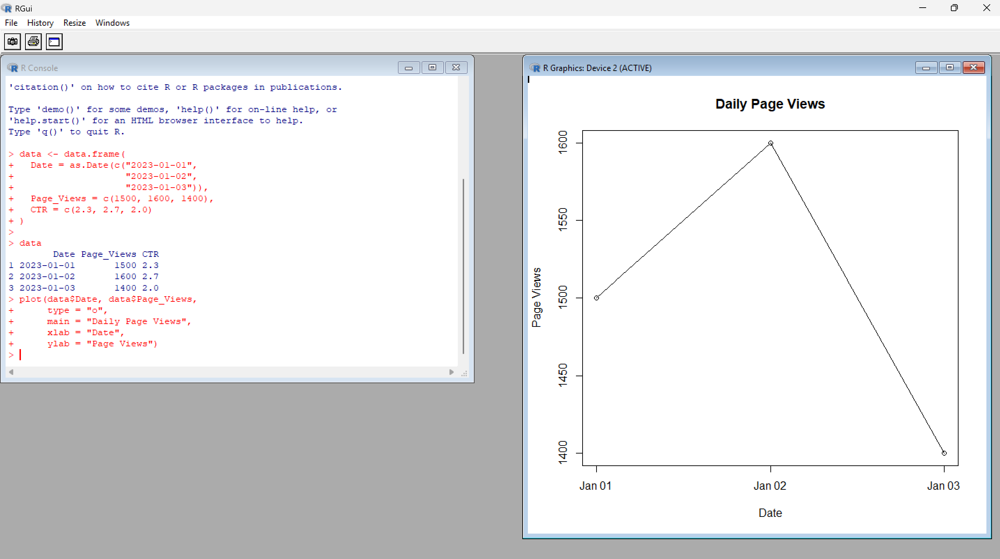 RGui
File History Resize Windows
R Console
'citation()' on how to cite R or R packages in publications.
Type 'demo()' for some demos, 'help()' for on-line help, or
'help.start()' for an HTML browser interface to help.
Type 'q()' to quit R.
> data <- data.frame(
+   Date = as.Date(c("2023-01-01",
+                    "2023-01-02",
+                    "2023-01-03")),
+   Page_Views = c(1500, 1600, 1400),
+   CTR = c(2.3, 2.7, 2.0)
+ )
>
> data
        Date Page_Views CTR
1 2023-01-01       1500 2.3
2 2023-01-02       1600 2.7
3 2023-01-03       1400 2.0
> plot(data$Date, data$Page_Views,
+      type = "o",
+      main = "Daily Page Views",
+      xlab = "Date",
+      ylab = "Page Views")
>
R Graphics: Device 2 (ACTIVE)
Daily Page Views
1600
1550
1500
1450
1400
Page Views
Jan 01 Jan 02 Jan 03
Date